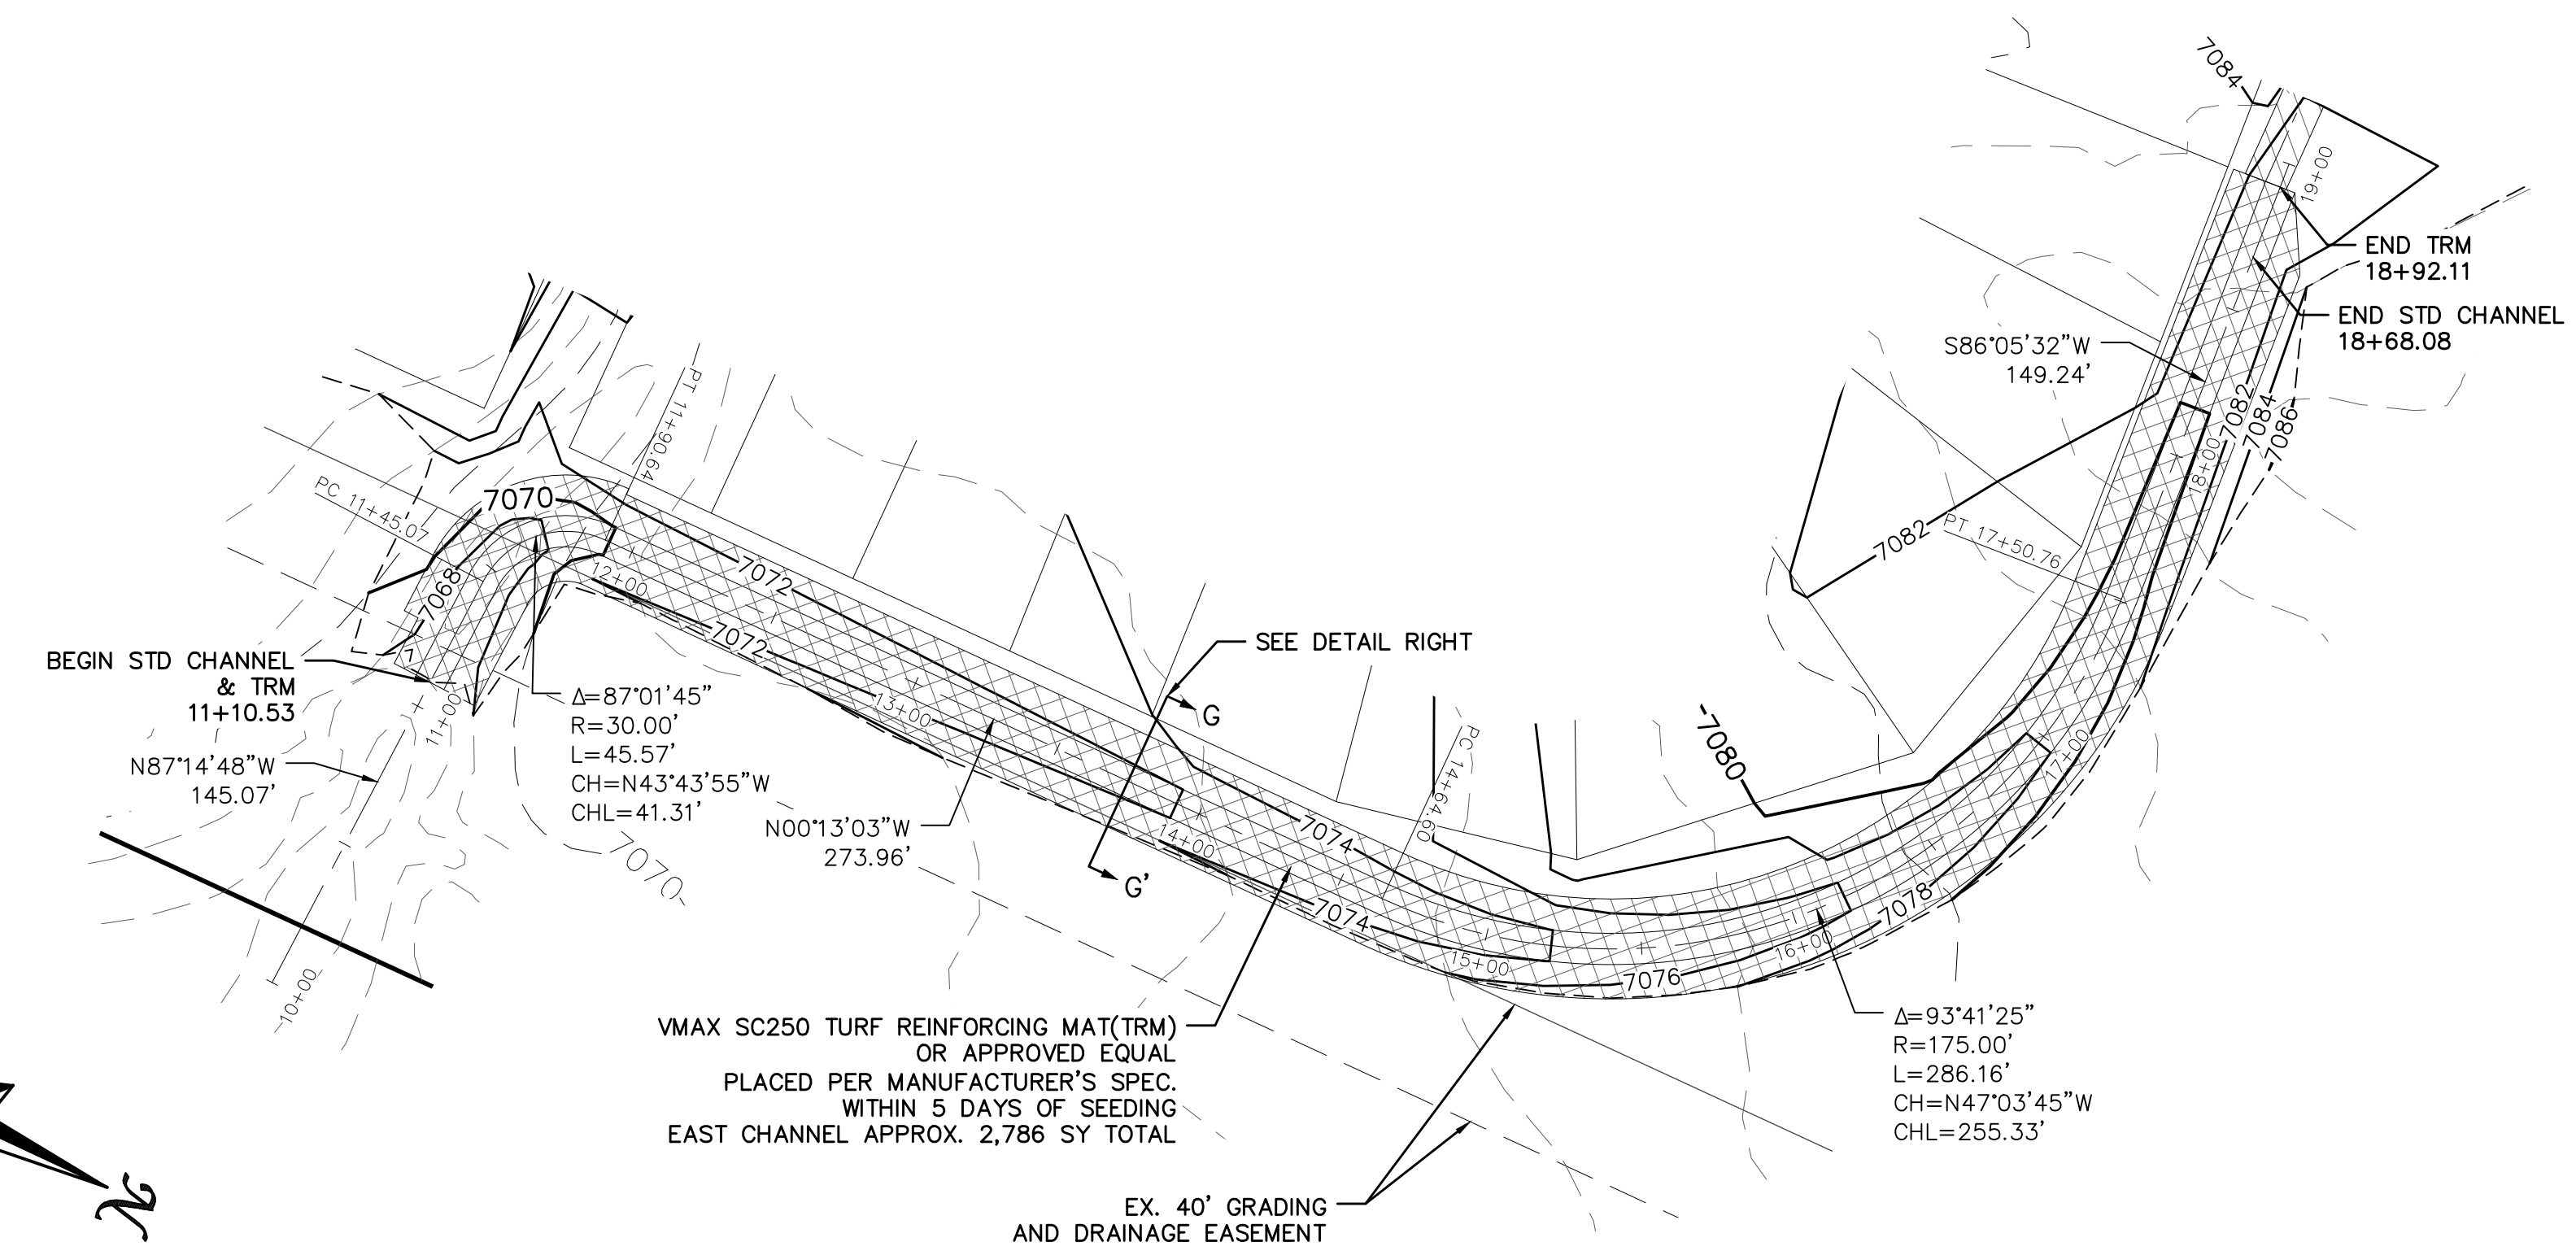 7084
19+00
END TRM
18+92.11
END STD CHANNEL
18+68.08
S86°05'32"W
149.24'
7082
7084
7086
18+00
PT 17+50.76
7082
PT 11+90.64
PC 11+45.07
7070
7068
12+00
7072
7072
BEGIN STD CHANNEL
& TRM
11+10.53
11+00
N87°14'48"W
145.07'
Δ=87°01'45"
R=30.00'
L=45.57'
CH=N43°43'55"W
CHL=41.31'
7070
10+00
13+00
N00°13'03"W
273.96'
SEE DETAIL RIGHT
G
G'
14+00
7074
7074
PC 14+64.60
15+00
7080
17+00
7078
16+00
7076
VMAX SC250 TURF REINFORCING MAT(TRM)
OR APPROVED EQUAL
PLACED PER MANUFACTURER'S SPEC.
WITHIN 5 DAYS OF SEEDING
EAST CHANNEL APPROX. 2,786 SY TOTAL
Δ=93°41'25"
R=175.00'
L=286.16'
CH=N47°03'45"W
CHL=255.33'
EX. 40' GRADING
AND DRAINAGE EASEMENT
N